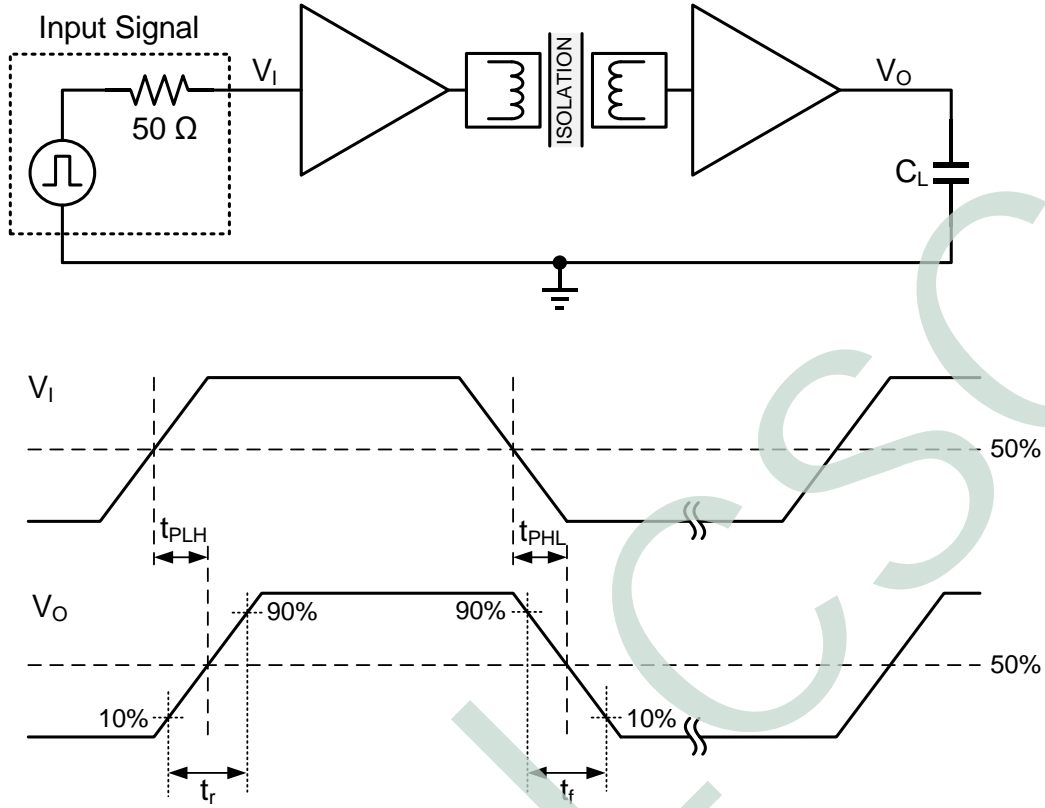 Input Signal
V_I
V_O
50 Ω
ISOLATION
C_L
V_I
50%
t_PLH
t_PHL
V_O
90%
90%
50%
10%
10%
t_r
t_f
LCSC